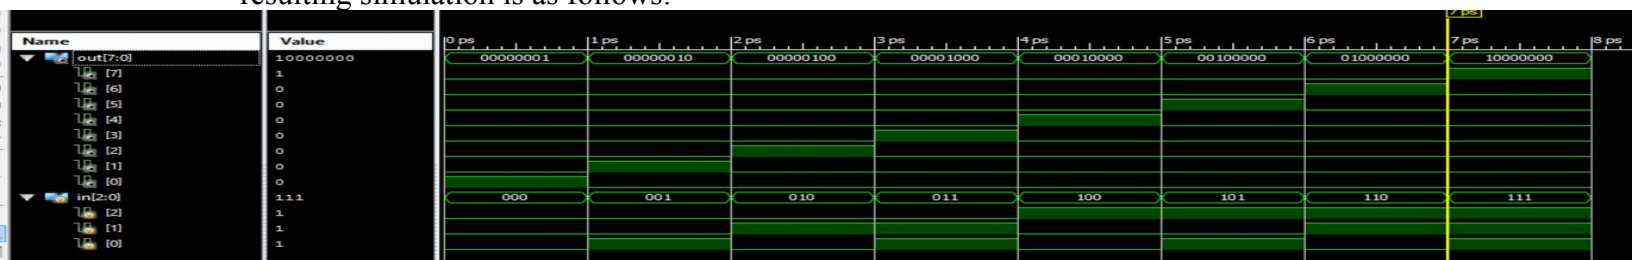 resulting simulation is as follows:
7 ps
Name Value 0 ps 1 ps 2 ps 3 ps 4 ps 5 ps 6 ps 7 ps 8 ps
out[7:0] 10000000 00000001 00000010 00000100 00001000 00010000 00100000 01000000 10000000
[7] 1
[6] 0
[5] 0
[4] 0
[3] 0
[2] 0
[1] 0
[0] 0
in[2:0] 111 000 001 010 011 100 101 110 111
[2] 1
[1] 1
[0] 1